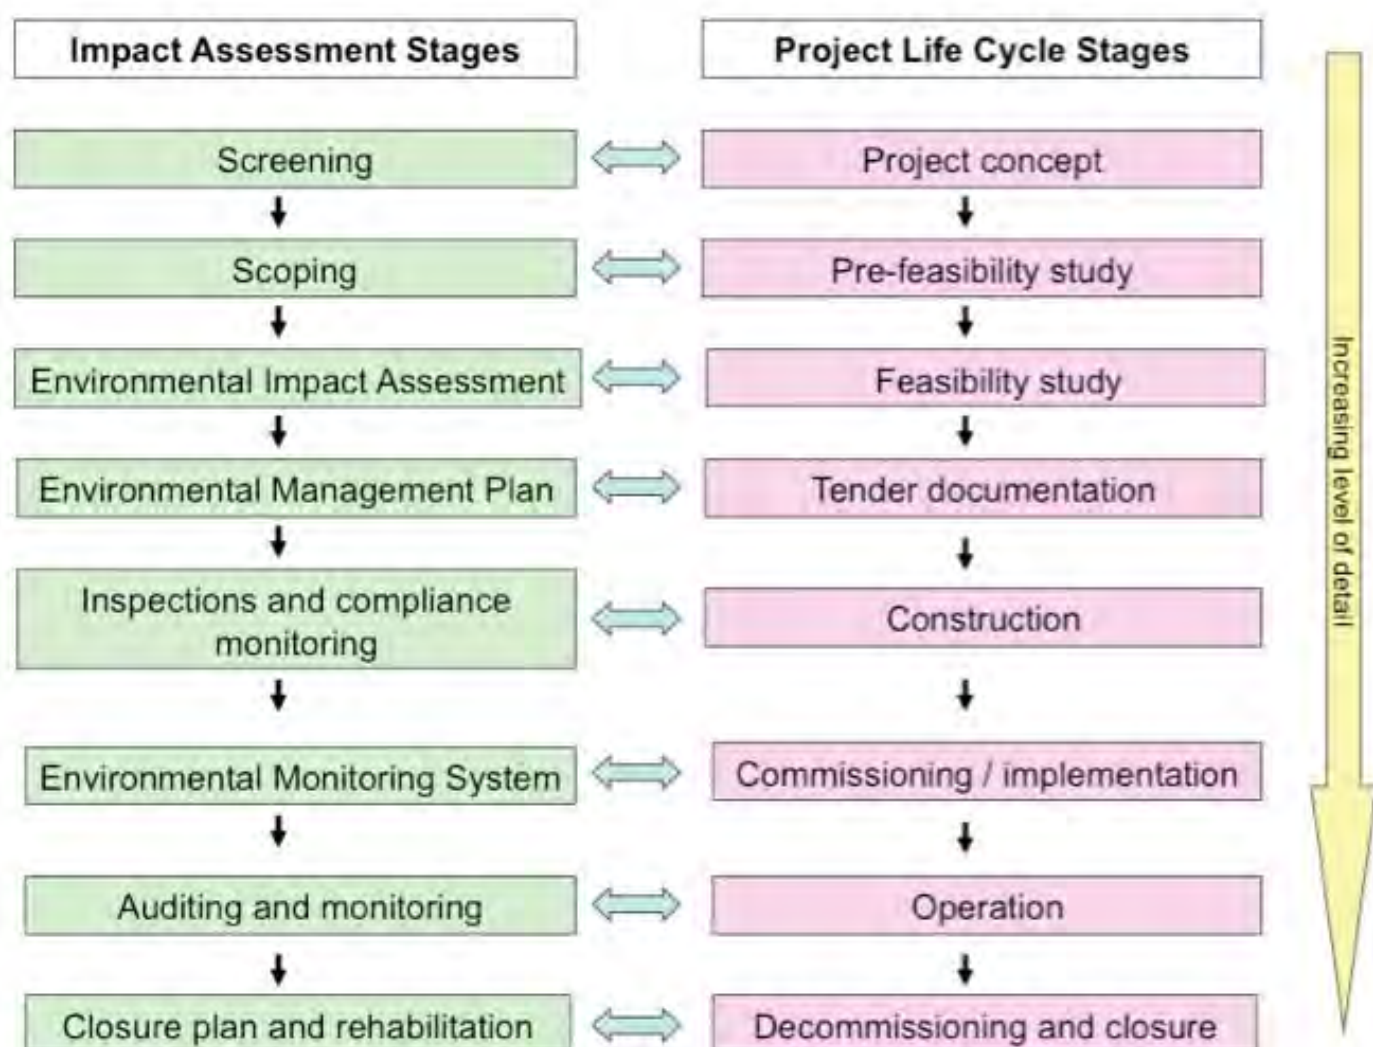 Impact Assessment Stages
Project Life Cycle Stages
Screening
Project concept
Scoping
Pre-feasibility study
Environmental Impact Assessment
Feasibility study
Environmental Management Plan
Tender documentation
Inspections and compliance
monitoring
Construction
Environmental Monitoring System
Commissioning / implementation
Auditing and monitoring
Operation
Closure plan and rehabilitation
Decommissioning and closure
Increasing level of detail